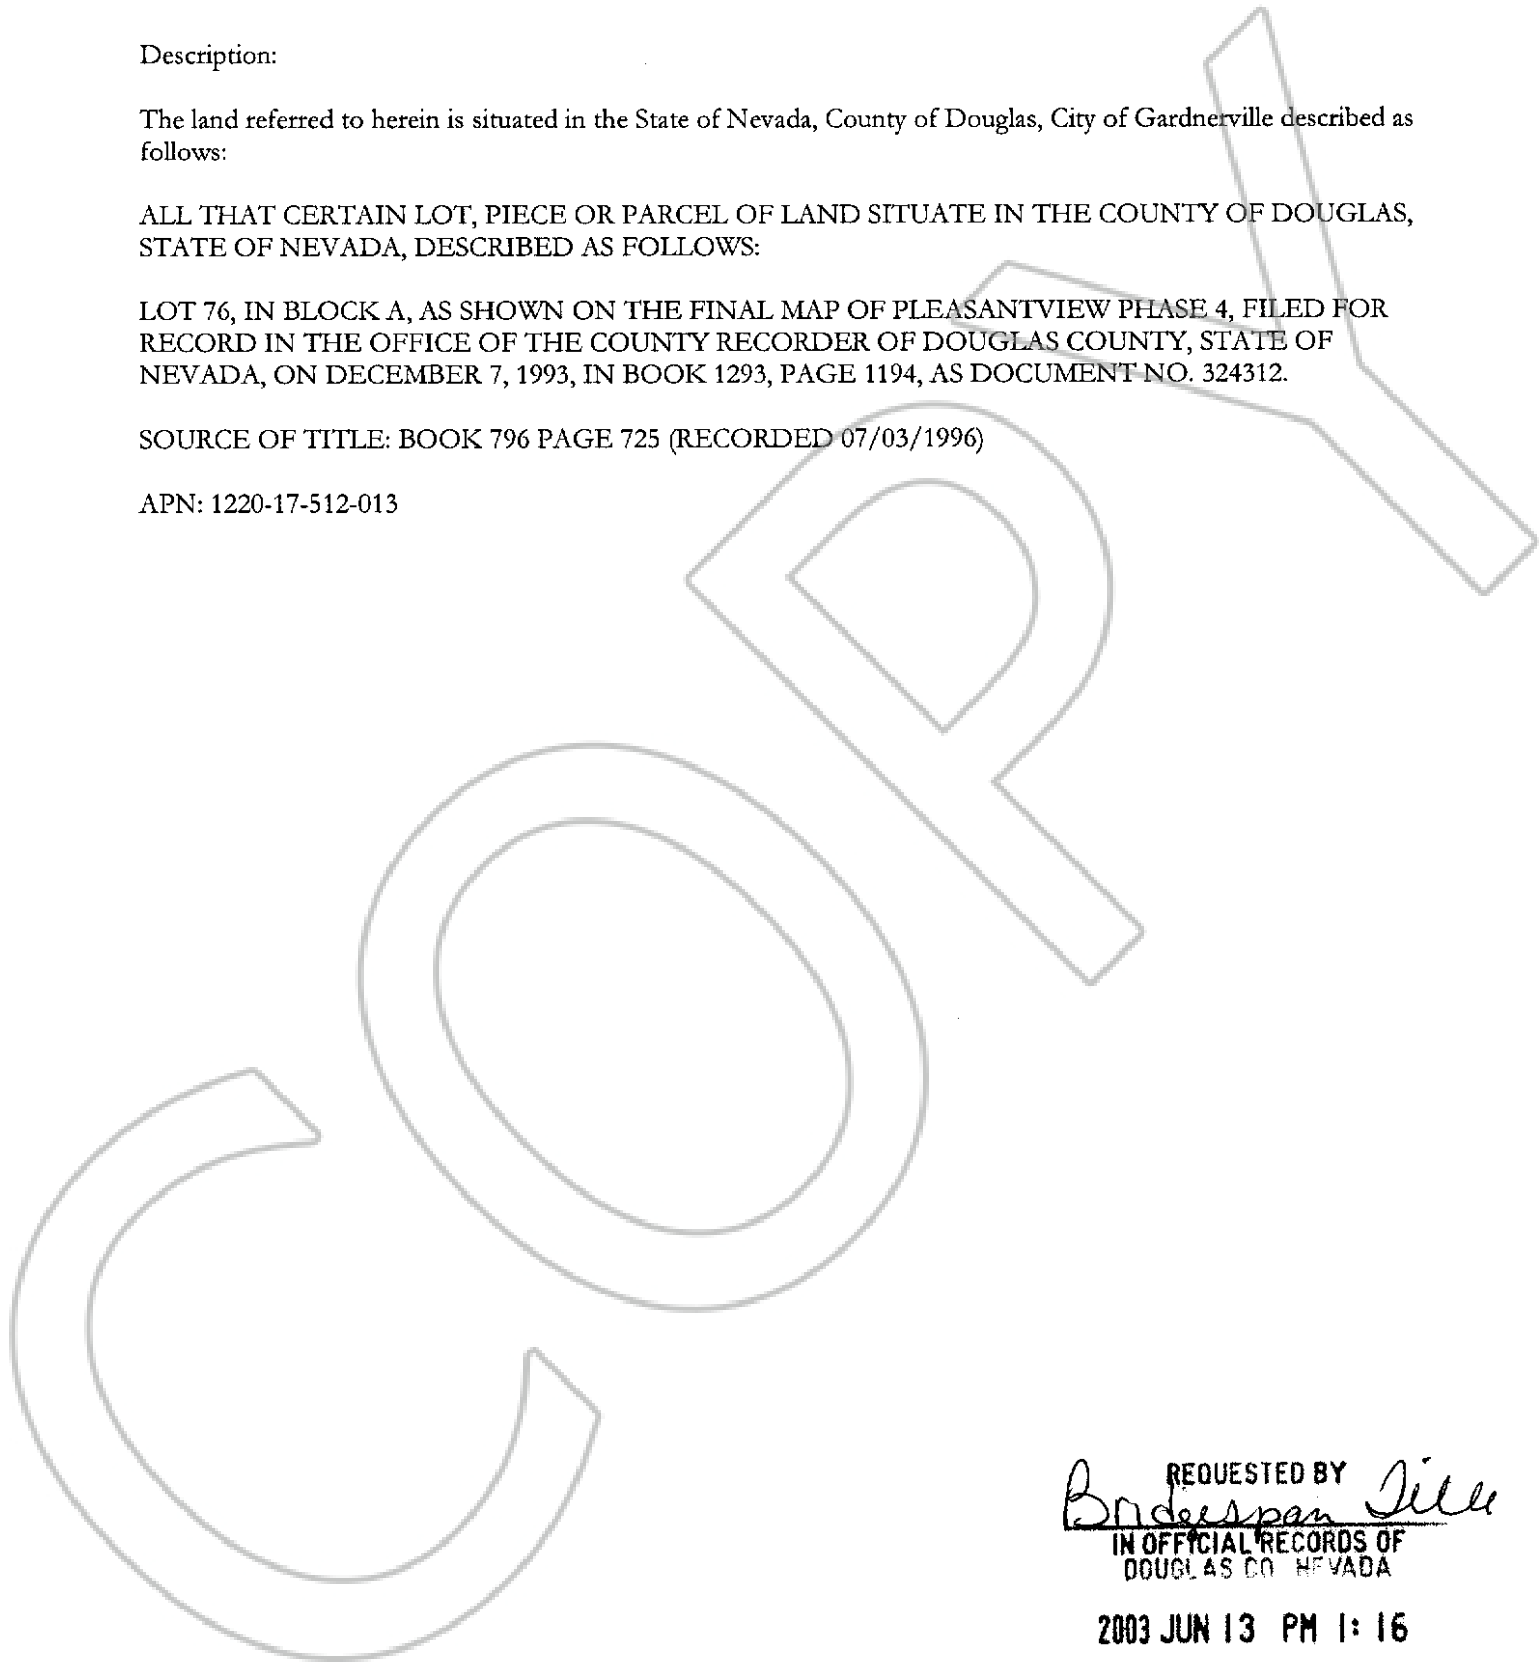 Description:
The land referred to herein is situated in the State of Nevada, County of Douglas, City of Gardnerville described as
follows:
ALL THAT CERTAIN LOT, PIECE OR PARCEL OF LAND SITUATE IN THE COUNTY OF DOUGLAS,
STATE OF NEVADA, DESCRIBED AS FOLLOWS:
LOT 76, IN BLOCK A, AS SHOWN ON THE FINAL MAP OF PLEASANTVIEW PHASE 4, FILED FOR
RECORD IN THE OFFICE OF THE COUNTY RECORDER OF DOUGLAS COUNTY, STATE OF
NEVADA, ON DECEMBER 7, 1993, IN BOOK 1293, PAGE 1194, AS DOCUMENT NO. 324312.
SOURCE OF TITLE: BOOK 796 PAGE 725 (RECORDED 07/03/1996)
APN: 1220-17-512-013
COPY
REQUESTED BY
Bridgespan Title
IN OFFICIAL RECORDS OF
DOUGLAS CO NEVADA
2003 JUN 13 PM 1: 16